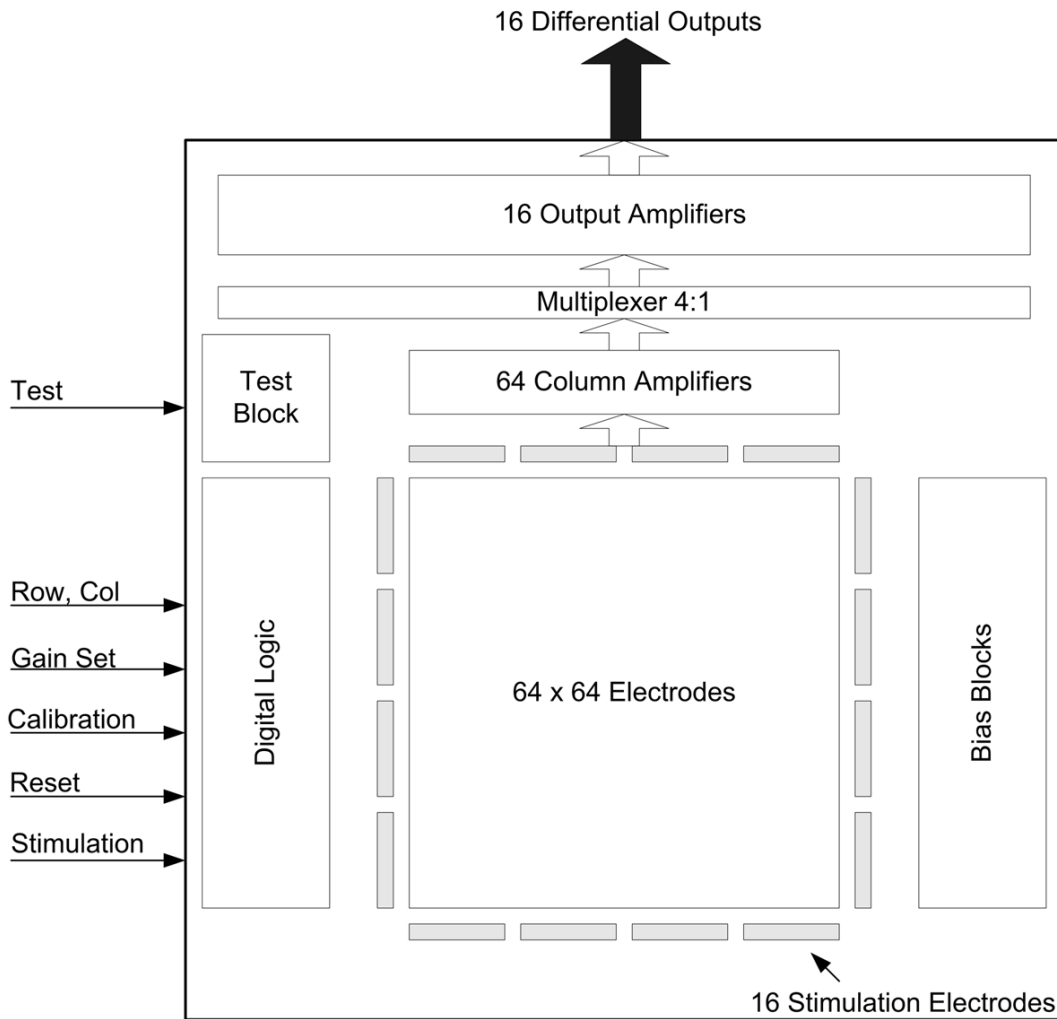 16 Differential Outputs
16 Output Amplifiers
Multiplexer 4:1
64 Column Amplifiers
Test
Test
Block
Row, Col
Gain Set
Calibration
Reset
Stimulation
Digital Logic
64 x 64 Electrodes
Bias Blocks
16 Stimulation Electrodes